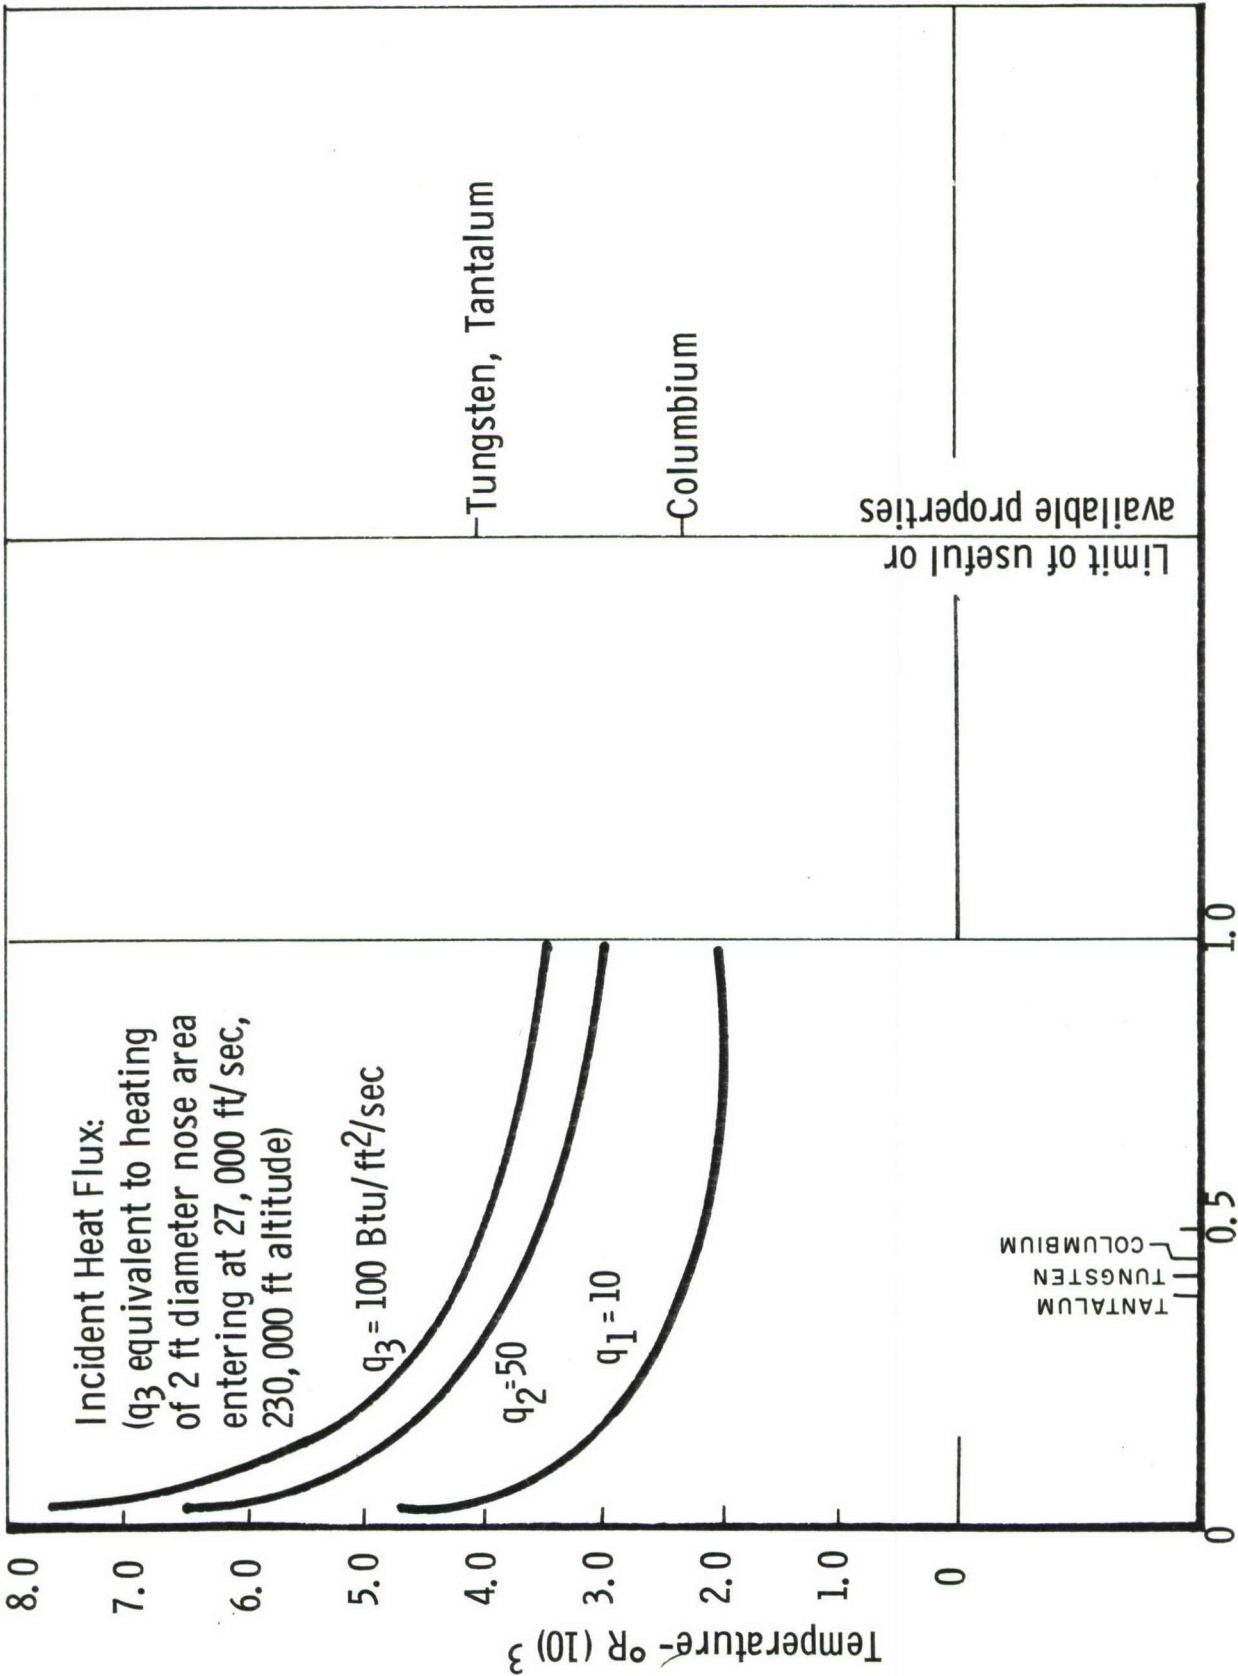 Incident Heat Flux:
(q3 equivalent to heating
of 2 ft diameter nose area
entering at 27,000 ft/sec,
230,000 ft altitude)
q3 = 100 Btu/ft2/sec
q2=50
q1 = 10
Tungsten, Tantalum
Columbium
Limit of useful or
available properties
8.0
7.0
6.0
5.0
4.0
3.0
2.0
1.0
0
Temperature- °R (10) 3
0
0.5
1.0
TANTALUM
TUNGSTEN
COLUMBIUM